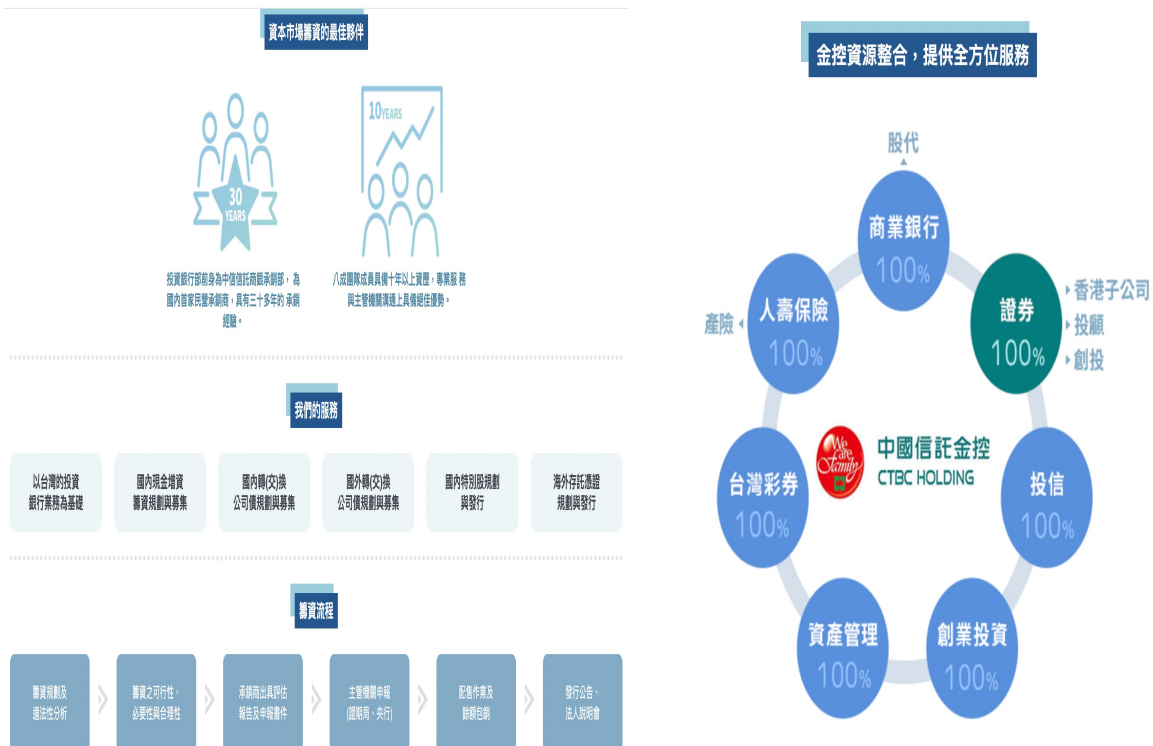 資本市場籌資的最佳夥伴
30
YEARS
10YEARS
投資銀行部前身為中信信託商銀承銷部，為
國內首家民營承銷商，具有三十多年的 承銷
經驗。
八成團隊成員具備十年以上資歷，專業服 務
與主管機關溝通上具備絕佳優勢。
我們的服務
以台灣的投資
銀行業務為基礎
國內現金增資
籌資規劃與募集
國內轉(交)換
公司債規劃與募集
國外轉(交)換
公司債規劃與募集
國內特別股規劃
與發行
海外存託憑證
規劃與發行
籌資流程
籌資規劃及
適法性分析
籌資之可行性、
必要性與合理性
承銷商出具評估
報告及申報書件
主管機關申報
(證期局、央行)
配售作業及
餘額包銷
發行公告、
法人說明會
金控資源整合，提供全方位服務
股代
商業銀行
100%
人壽保險
100%
產險
證券
100%
香港子公司
投顧
創投
台灣彩券
100%
We
care
Family
中國信託金控
CTBC HOLDING
投信
100%
資產管理
100%
創業投資
100%